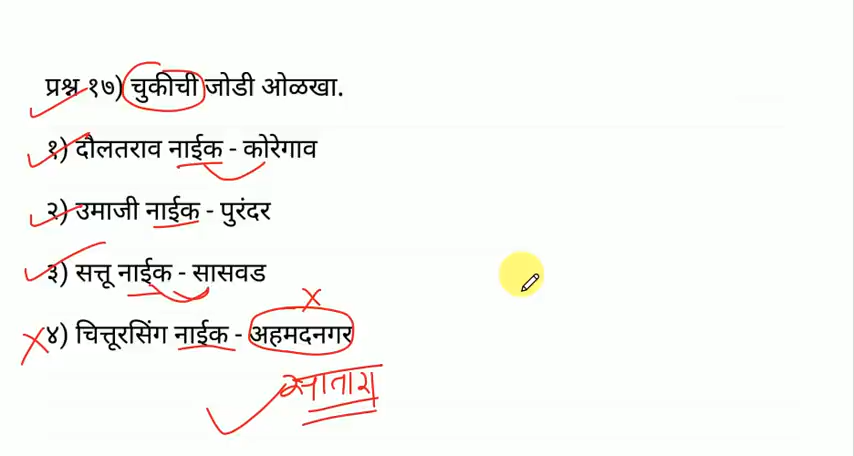 प्रश्न १७) चुकीची जोडी ओळखा.
१) दौलतराव नाईक - कोरेगाव
२) उमाजी नाईक - पुरंदर
३) सत्तू नाईक - सासवड
४) चित्तूरसिंग नाईक - अहमदनगर
सातारा